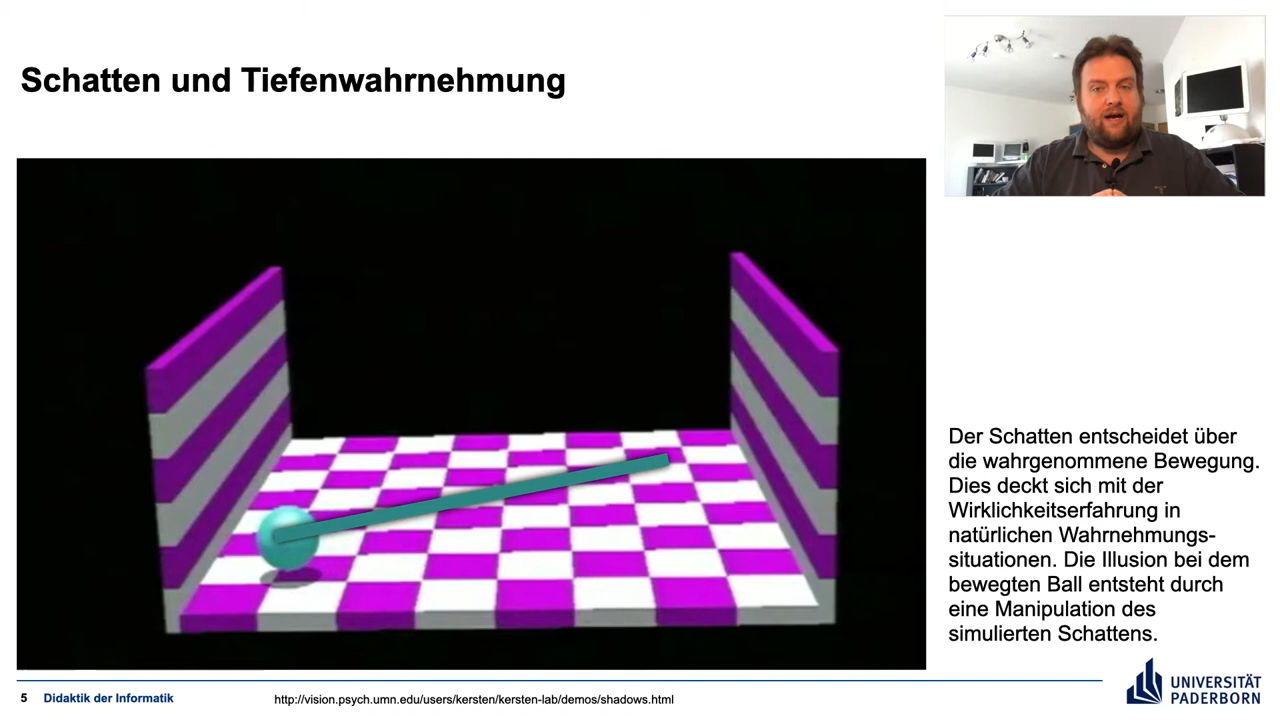 Schatten und Tiefenwahrnehmung
Der Schatten entscheidet über
die wahrgenommene Bewegung.
Dies deckt sich mit der
Wirklichkeitserfahrung in
natürlichen Wahrnehmungs-
situationen. Die Illusion bei dem
bewegten Ball entsteht durch
eine Manipulation des
simulierten Schattens.
5 Didaktik der Informatik http://vision.psych.umn.edu/users/kersten/kersten-lab/demos/shadows.html
UNIVERSITÄT
PADERBORN